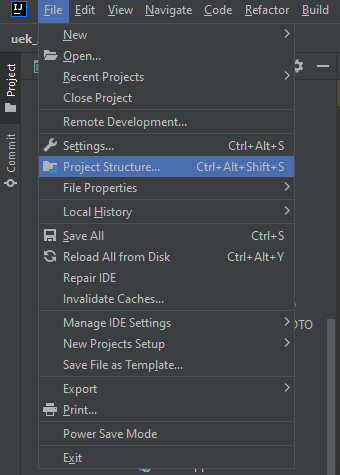 IJ File Edit View Navigate Code Refactor Build
uek_
Project
Commit
New
Open...
Recent Projects
Close Project
Remote Development...
Settings... Ctrl+Alt+S
Project Structure... Ctrl+Alt+Shift+S
File Properties
Local History
Save All Ctrl+S
Reload All from Disk Ctrl+Alt+Y
Repair IDE
Invalidate Caches...
Manage IDE Settings
New Projects Setup
Save File as Template...
Export
Print...
Power Save Mode
Exit
OTO